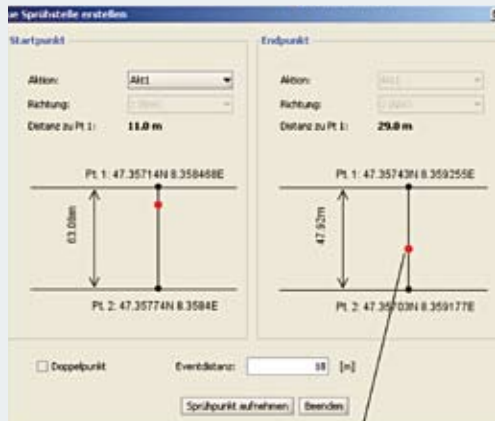 ue Sprühstelle erstellen
Startpunkt
Aktion: Akt1
Richtung:
Distanz zu Pt 1: 11.0 m
Pt. 1: 47.35714N 8.358468E
63.08m
Pt. 2: 47.35774N 8.3584E
Endpunkt
Aktion: Akt1
Richtung:
Distanz zu Pt 1: 29.0 m
Pt. 1: 47.35743N 8.359255E
47.92m
Pt. 2: 47.35703N 8.359177E
Doppelpunkt
Eventdistanz: [m]
Sprühpunkt aufnehmen Beenden